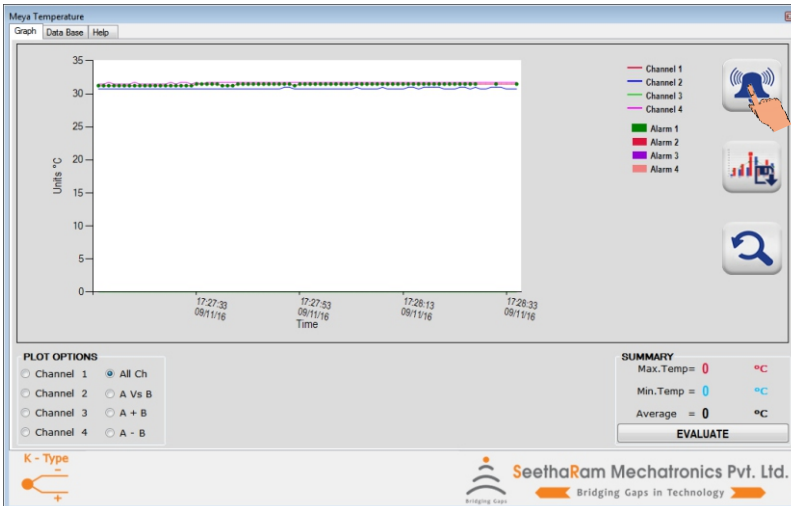 Meya Temperature
Graph Data Base Help
35
30
25
20
15
10
5
0
Units °C
17:27:33
09/11/16
17:27:53
09/11/16
17:28:13
09/11/16
17:28:33
09/11/16
Time
Channel 1
Channel 2
Channel 3
Channel 4
Alarm 1
Alarm 2
Alarm 3
Alarm 4
PLOT OPTIONS
Channel 1 All Ch
Channel 2 A Vs B
Channel 3 A + B
Channel 4 A - B
SUMMARY
Max.Temp= 0 ºC
Min.Temp = 0 ºC
Average = 0 ºC
EVALUATE
K - Type
Bridging Gaps
SeethaRam Mechatronics Pvt. Ltd.
Bridging Gaps in Technology